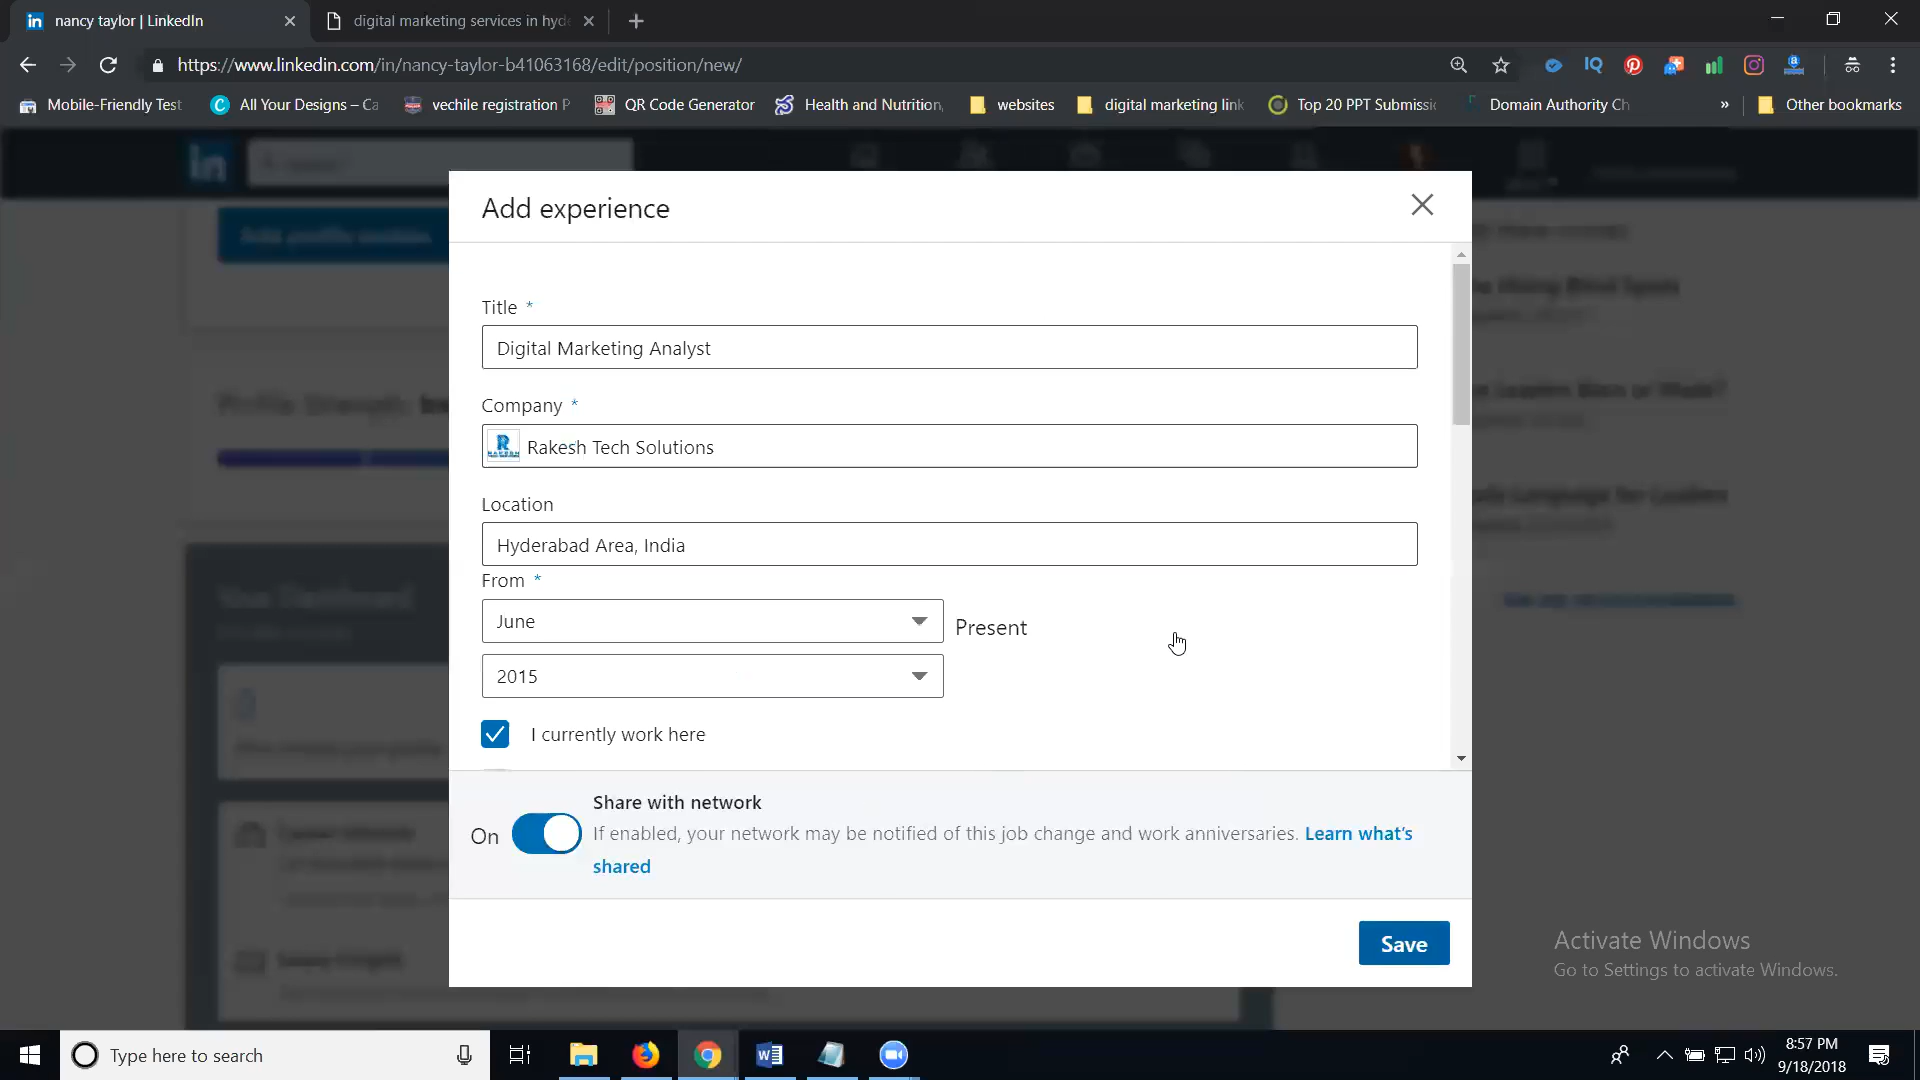 nancy taylor | LinkedIn
digital marketing services in hyd
https://www.linkedin.com/in/nancy-taylor-b41063168/edit/position/new/
Mobile-Friendly Test
All Your Designs – Ca
vechile registration P
QR Code Generator
Health and Nutrition,
websites
digital marketing link
Top 20 PPT Submissi
Domain Authority Ch
»
Other bookmarks
Add experience
Title *
Digital Marketing Analyst
Company *
Rakesh Tech Solutions
Location
Hyderabad Area, India
From *
June
Present
2015
I currently work here
On
Share with network
If enabled, your network may be notified of this job change and work anniversaries. Learn what's
shared
Save
Activate Windows
Go to Settings to activate Windows.
Type here to search
8:57 PM
9/18/2018